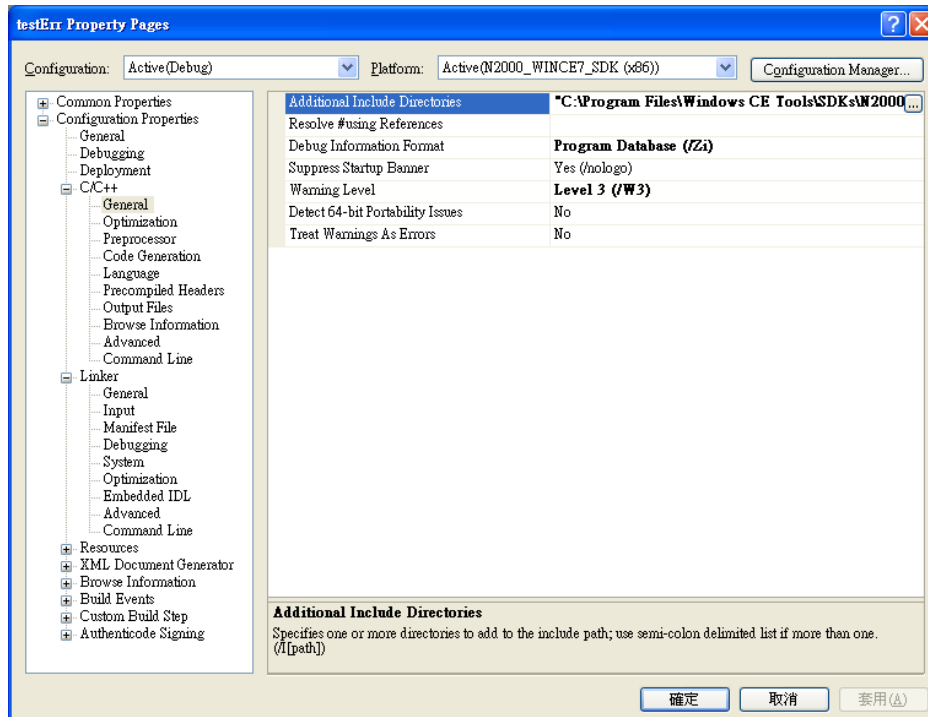 testErr Property Pages
Configuration: Active(Debug) Platform: Active(N2000_WINCE7_SDK (x86)) Configuration Manager...
Common Properties
Configuration Properties
General
Debugging
Deployment
C/C++
General
Optimization
Preprocessor
Code Generation
Language
Precompiled Headers
Output Files
Browse Information
Advanced
Command Line
Linker
General
Input
Manifest File
Debugging
System
Optimization
Embedded IDL
Advanced
Command Line
Resources
XML Document Generator
Browse Information
Build Events
Custom Build Step
Authenticode Signing
Additional Include Directories "C:\Program Files\Windows CE Tools\SDKs\N2000 ...
Resolve #using References
Debug Information Format Program Database (/Zi)
Suppress Startup Banner Yes (/nologo)
Warning Level Level 3 (/W3)
Detect 64-bit Portability Issues No
Treat Warnings As Errors No
Additional Include Directories
Specifies one or more directories to add to the include path; use semi-colon delimited list if more than one.
(/I[path])
確定 取消 套用(A)